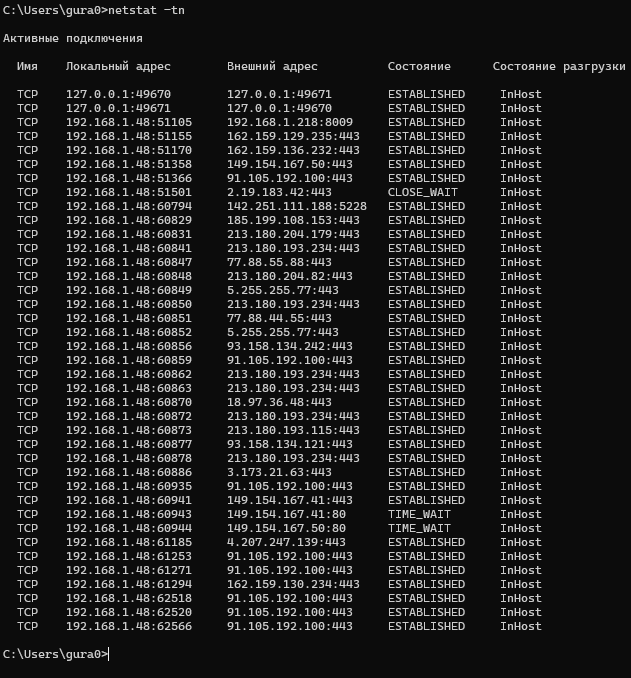 C:\Users\gura0>netstat -tn
Активные подключения
Имя Локальный адрес Внешний адрес Состояние Состояние разгрузки
TCP 127.0.0.1:49670 127.0.0.1:49671 ESTABLISHED InHost
TCP 127.0.0.1:49671 127.0.0.1:49670 ESTABLISHED InHost
TCP 192.168.1.48:51105 192.168.1.218:8009 ESTABLISHED InHost
TCP 192.168.1.48:51155 162.159.129.235:443 ESTABLISHED InHost
TCP 192.168.1.48:51170 162.159.136.232:443 ESTABLISHED InHost
TCP 192.168.1.48:51358 149.154.167.50:443 ESTABLISHED InHost
TCP 192.168.1.48:51366 91.105.192.100:443 ESTABLISHED InHost
TCP 192.168.1.48:51501 2.19.183.42:443 CLOSE_WAIT InHost
TCP 192.168.1.48:60794 142.251.111.188:5228 ESTABLISHED InHost
TCP 192.168.1.48:60829 185.199.108.153:443 ESTABLISHED InHost
TCP 192.168.1.48:60831 213.180.204.179:443 ESTABLISHED InHost
TCP 192.168.1.48:60841 213.180.193.234:443 ESTABLISHED InHost
TCP 192.168.1.48:60847 77.88.55.88:443 ESTABLISHED InHost
TCP 192.168.1.48:60848 213.180.204.82:443 ESTABLISHED InHost
TCP 192.168.1.48:60849 5.255.255.77:443 ESTABLISHED InHost
TCP 192.168.1.48:60850 213.180.193.234:443 ESTABLISHED InHost
TCP 192.168.1.48:60851 77.88.44.55:443 ESTABLISHED InHost
TCP 192.168.1.48:60852 5.255.255.77:443 ESTABLISHED InHost
TCP 192.168.1.48:60856 93.158.134.242:443 ESTABLISHED InHost
TCP 192.168.1.48:60859 91.105.192.100:443 ESTABLISHED InHost
TCP 192.168.1.48:60862 213.180.193.234:443 ESTABLISHED InHost
TCP 192.168.1.48:60863 213.180.193.234:443 ESTABLISHED InHost
TCP 192.168.1.48:60870 18.97.36.48:443 ESTABLISHED InHost
TCP 192.168.1.48:60872 213.180.193.234:443 ESTABLISHED InHost
TCP 192.168.1.48:60873 213.180.193.115:443 ESTABLISHED InHost
TCP 192.168.1.48:60877 93.158.134.121:443 ESTABLISHED InHost
TCP 192.168.1.48:60878 213.180.193.234:443 ESTABLISHED InHost
TCP 192.168.1.48:60886 3.173.21.63:443 ESTABLISHED InHost
TCP 192.168.1.48:60935 91.105.192.100:443 ESTABLISHED InHost
TCP 192.168.1.48:60941 149.154.167.41:443 ESTABLISHED InHost
TCP 192.168.1.48:60943 149.154.167.41:80 TIME_WAIT InHost
TCP 192.168.1.48:60944 149.154.167.50:80 TIME_WAIT InHost
TCP 192.168.1.48:61185 4.207.247.139:443 ESTABLISHED InHost
TCP 192.168.1.48:61253 91.105.192.100:443 ESTABLISHED InHost
TCP 192.168.1.48:61271 91.105.192.100:443 ESTABLISHED InHost
TCP 192.168.1.48:61294 162.159.130.234:443 ESTABLISHED InHost
TCP 192.168.1.48:62518 91.105.192.100:443 ESTABLISHED InHost
TCP 192.168.1.48:62520 91.105.192.100:443 ESTABLISHED InHost
TCP 192.168.1.48:62566 91.105.192.100:443 ESTABLISHED InHost
C:\Users\gura0>